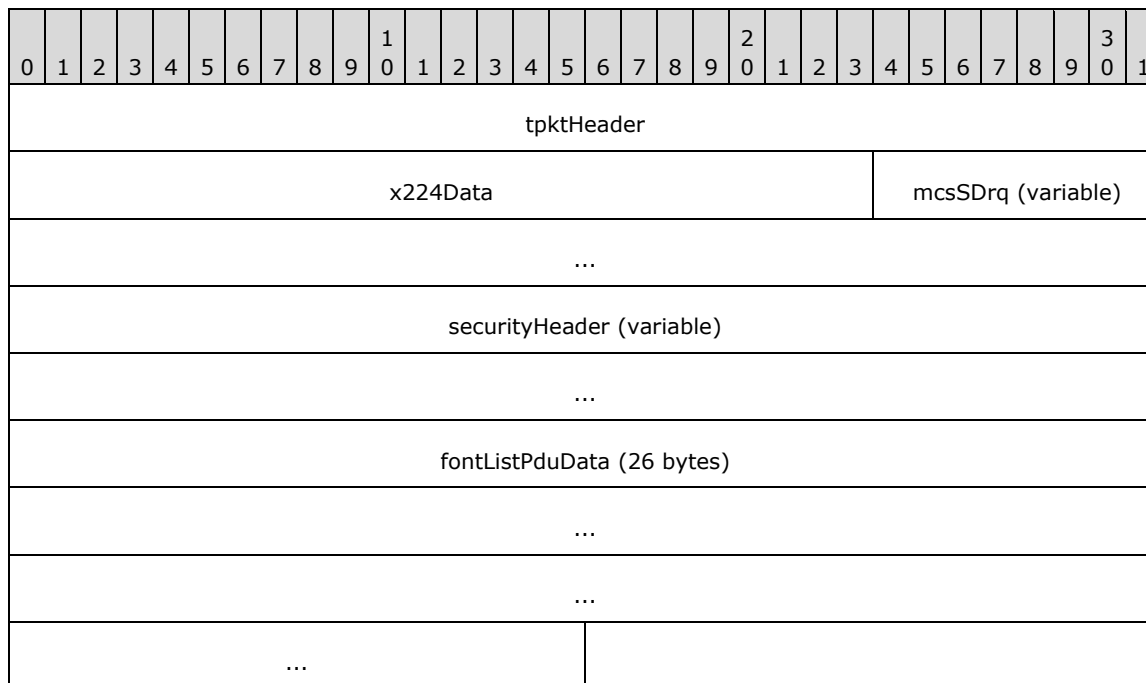 1 2 3
0 1 2 3 4 5 6 7 8 9 0 1 2 3 4 5 6 7 8 9 0 1 2 3 4 5 6 7 8 9 0 1
tpktHeader
x224Data mcsSDrq (variable)
...
securityHeader (variable)
...
fontListPduData (26 bytes)
...
...
...